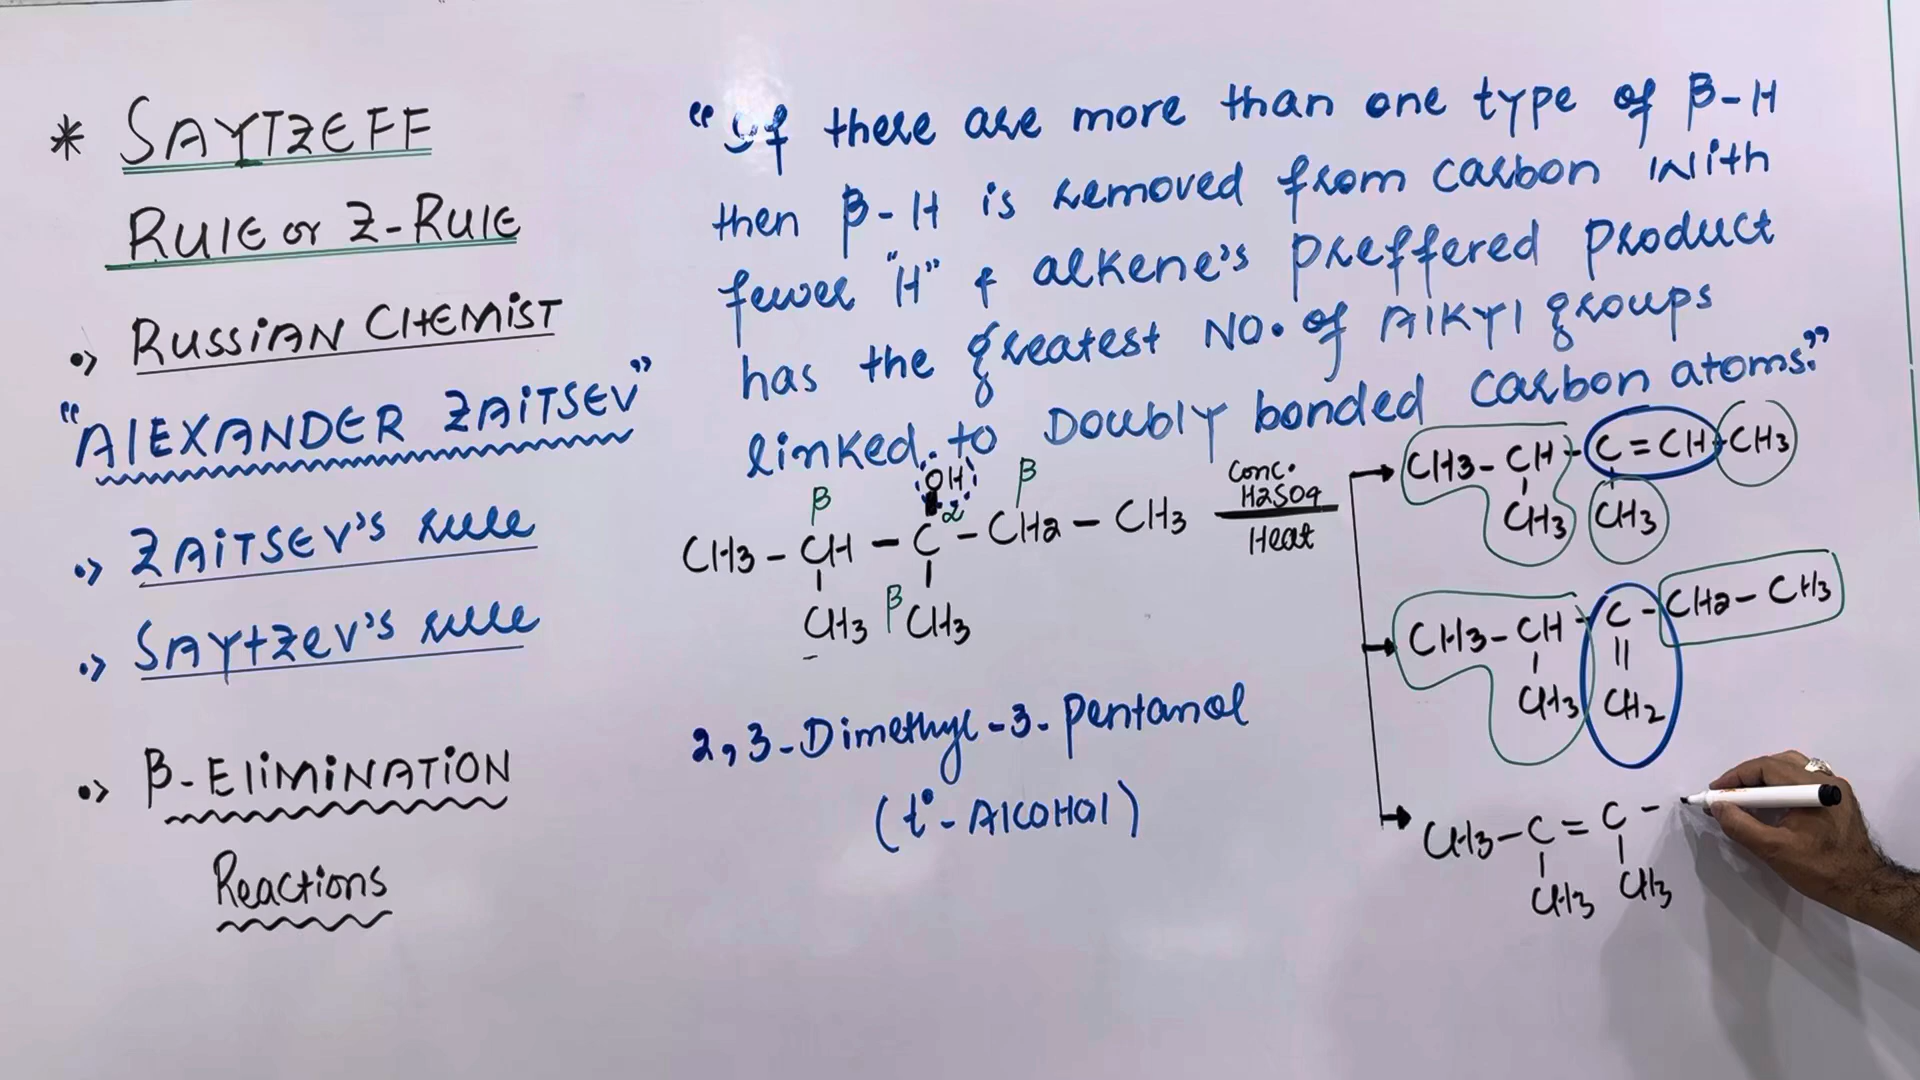 * SAYTZEFF
RULE or Z-RULE
•> RUSSiAN CHEMiST
"ALEXANDER ZAiTSEV"
•> ZAiTSEV'S rule
•> SAYtzeV'S rule
•> β-EliMiNATiON
Reactions
"If there are more than one type of β-H
then β-H is removed from carbon With
fewer "H" & alkene's preffered product
has the greatest NO. of AlKYl groups
linked to Doubly bonded carbon atoms."
OH
β
β
α
CH3 - CH - C - CH2 - CH3
CH3
β
CH3
Conc.
H2SO4
Heat
2,3-Dimethyl-3-Pentanol
(t°-AlCOHOl)
CH3 - CH - C = CH - CH3
CH3
CH3
CH3 - CH - C - CH2 - CH3
||
CH3
CH2
CH3 - C = C -
CH3
CH3